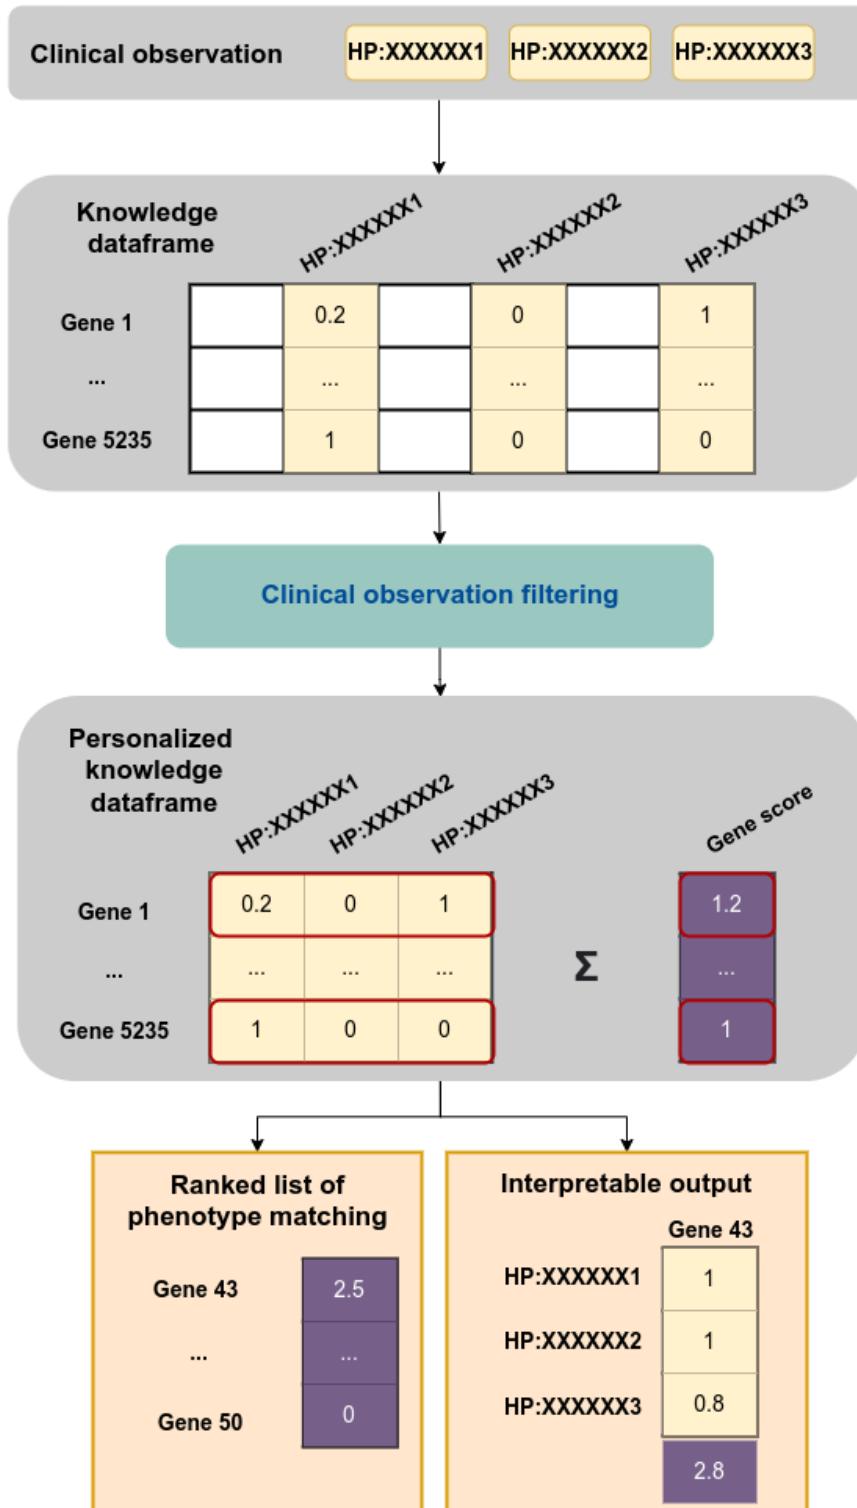 Clinical observation HP:XXXXXX1 HP:XXXXXX2 HP:XXXXXX3
Knowledge
dataframe
HP:XXXXXX1 HP:XXXXXX2 HP:XXXXXX3
Gene 1 0.2 0 1
... ... ... ...
Gene 5235 1 0 0
Clinical observation filtering
Personalized
knowledge
dataframe
HP:XXXXXX1 HP:XXXXXX2 HP:XXXXXX3 Gene score
Gene 1 0.2 0 1 1.2
... ... ... ... Σ ...
Gene 5235 1 0 0 1
Ranked list of
phenotype matching
Gene 43 2.5
... ...
Gene 50 0
Interpretable output
Gene 43
HP:XXXXXX1 1
HP:XXXXXX2 1
HP:XXXXXX3 0.8
2.8